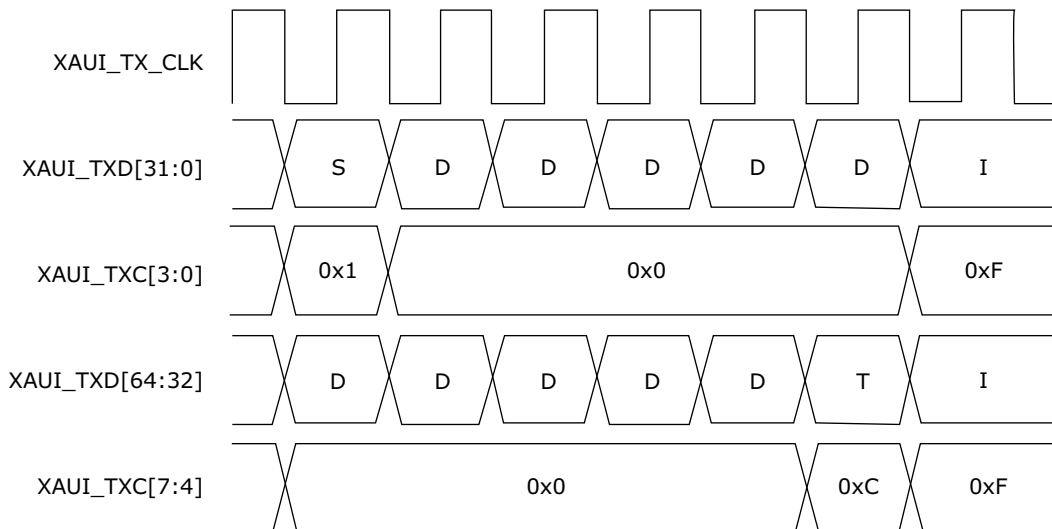 XAUI_TX_CLK
XAUI_TXD[31:0] S D D D D D I
XAUI_TXC[3:0] 0x1 0x0 0xF
XAUI_TXD[64:32] D D D D D T I
XAUI_TXC[7:4] 0x0 0xC 0xF